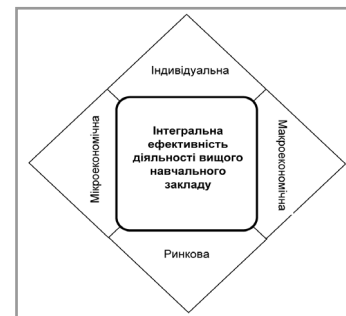 Індивідуальна
Мікроекономічна
Інтегральна
ефективність
діяльності вищого
навчального
закладу
Макроекономічна
Ринкова